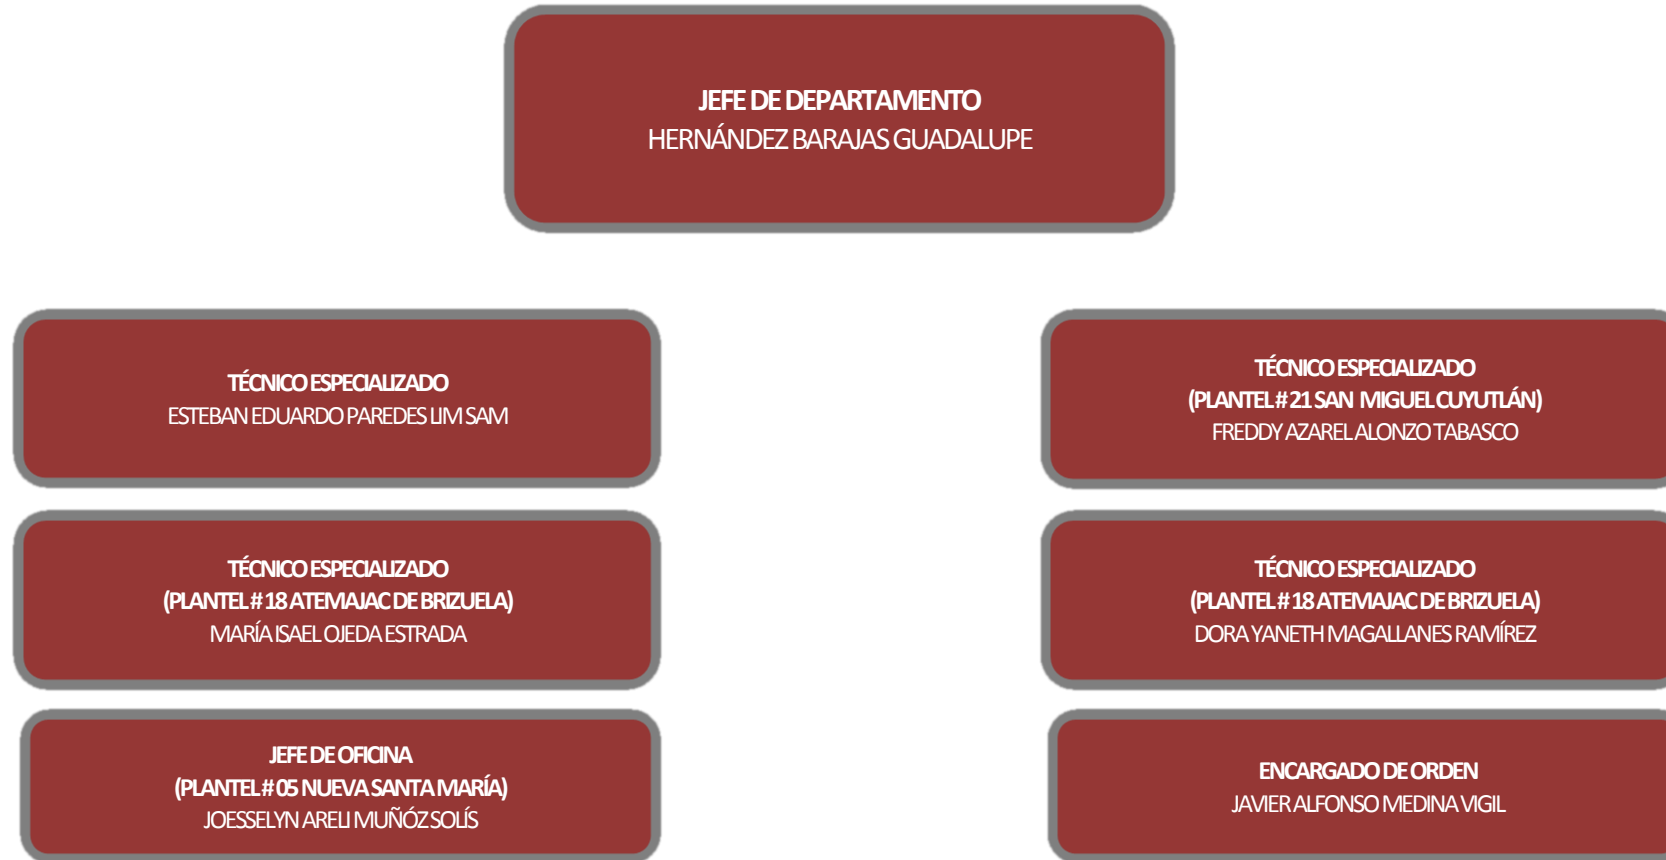 JEFE DE DEPARTAMENTO
HERNÁNDEZ BARAJAS GUADALUPE
TÉCNICO ESPECIALIZADO
ESTEBAN EDUARDO PAREDES LIM SAM
TÉCNICO ESPECIALIZADO
(PLANTEL # 21 SAN MIGUEL CUYUTLÁN)
FREDDY AZAREL ALONZO TABASCO
TÉCNICO ESPECIALIZADO
(PLANTEL # 18 ATEMAJAC DE BRIZUELA)
MARÍA ISAEL OJEDA ESTRADA
TÉCNICO ESPECIALIZADO
(PLANTEL # 18 ATEMAJAC DE BRIZUELA)
DORA YANETH MAGALLANES RAMÍREZ
JEFE DE OFICINA
(PLANTEL # 05 NUEVA SANTA MARÍA)
JOESSELYN ARELI MUÑÓZ SOLÍS
ENCARGADO DE ORDEN
JAVIER ALFONSO MEDINA VIGIL